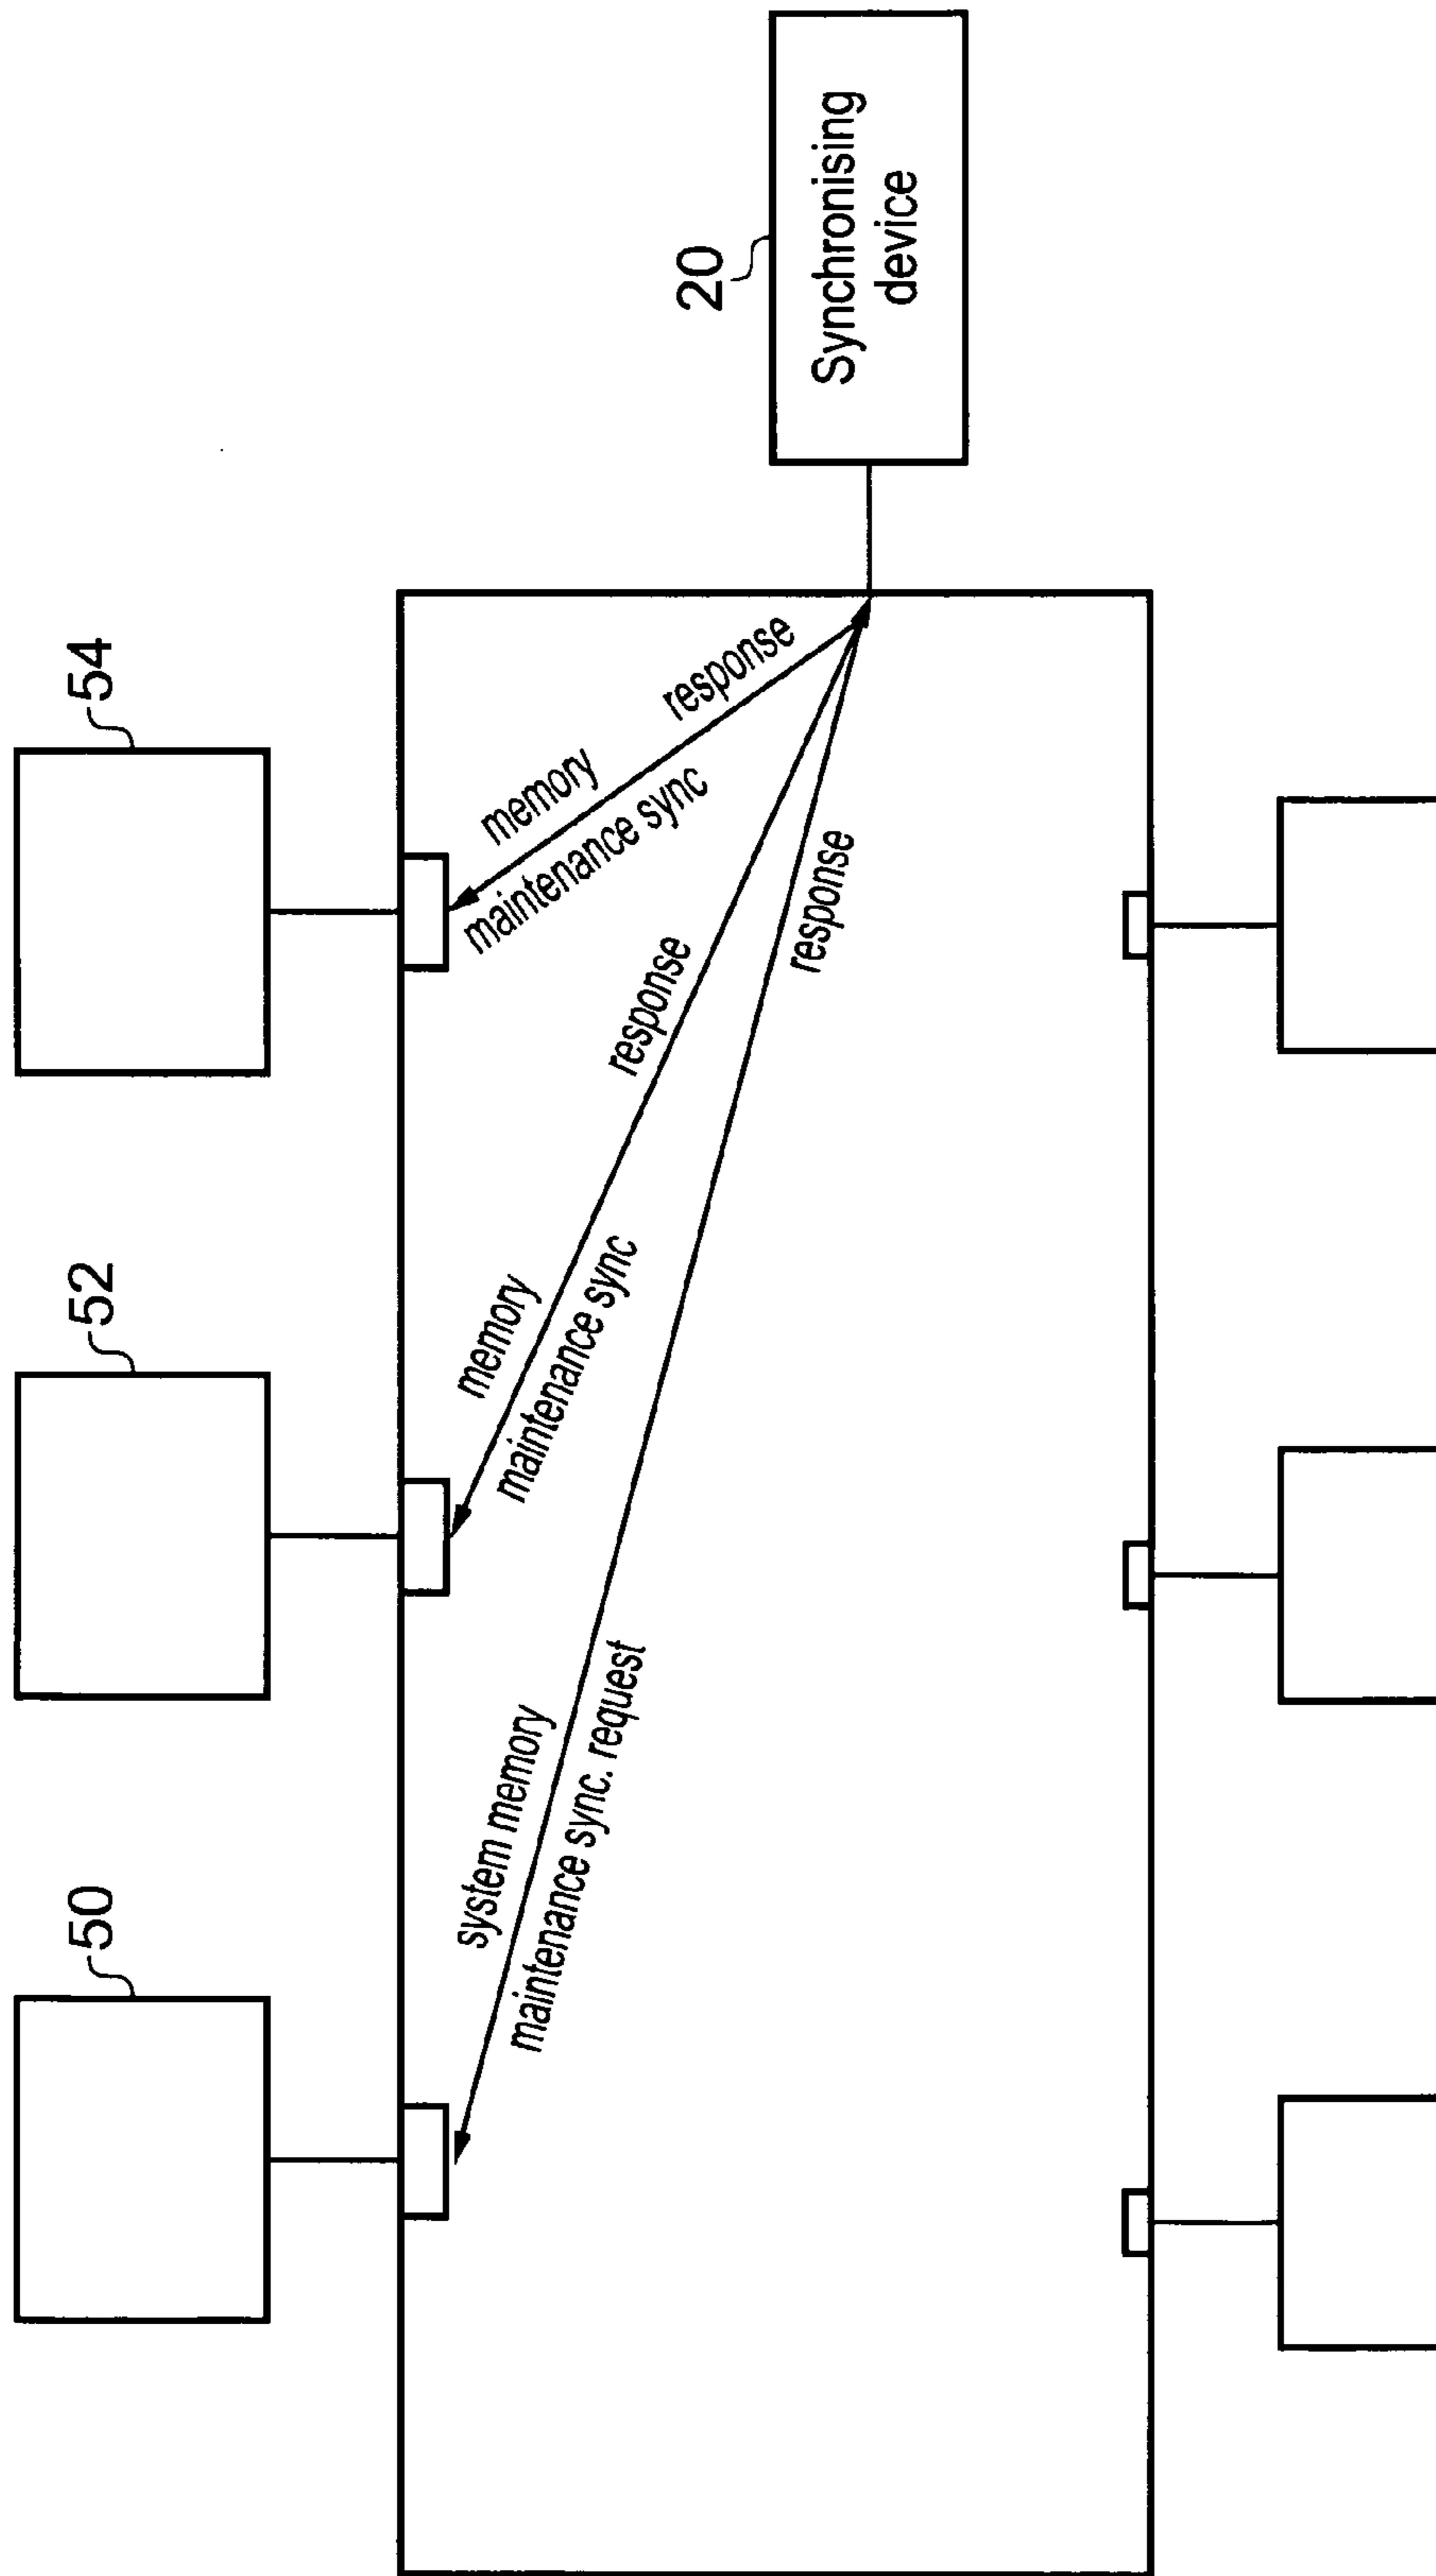 50
52
54
20
Synchronising
device
system memory
maintenance sync. request
response
memory
maintenance sync
response
memory
maintenance sync
response